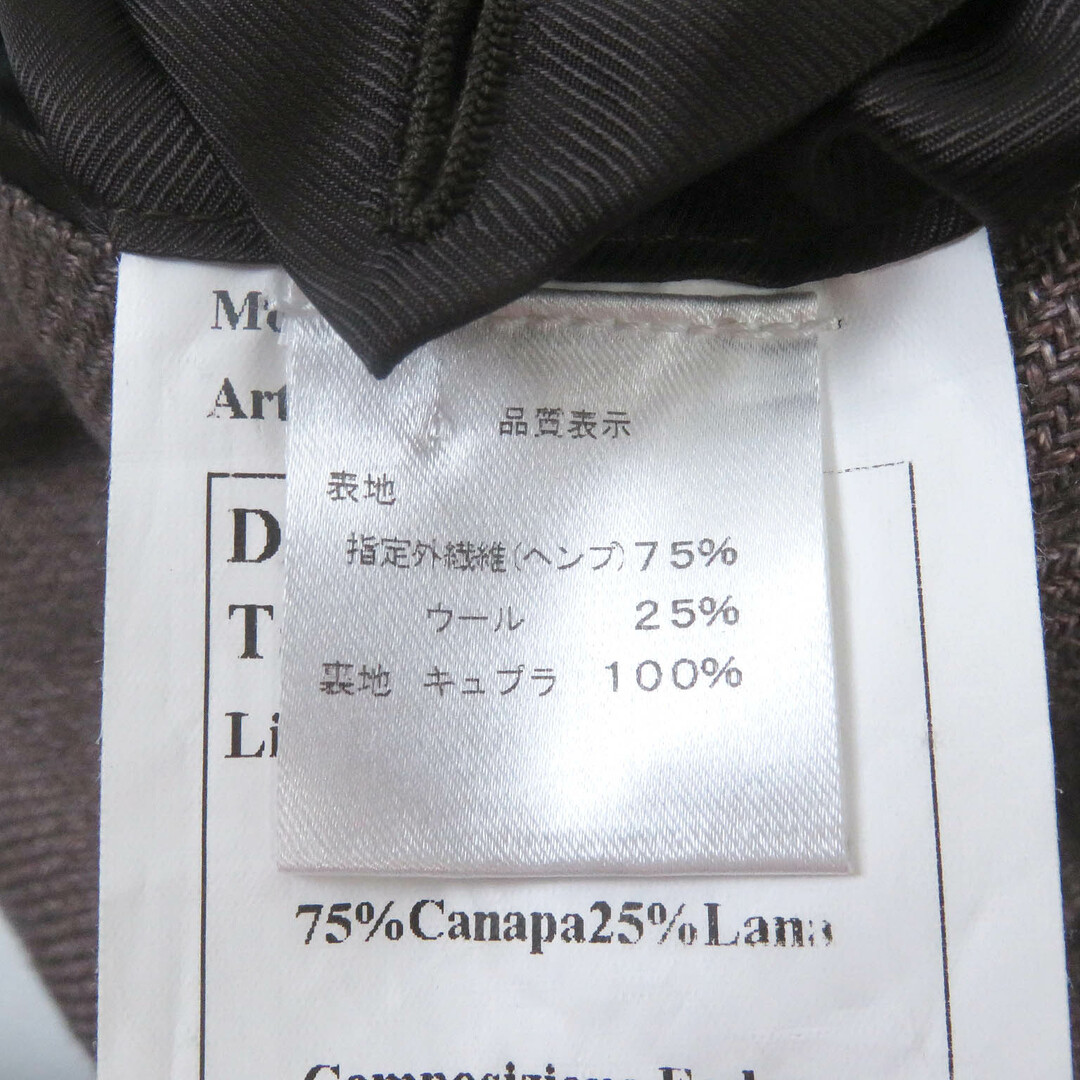 品質表示
表地
指定外繊維(ヘンプ)75%
ウール 25%
裏地 キュプラ 100%
75%Canapa25%Lana
Composizione